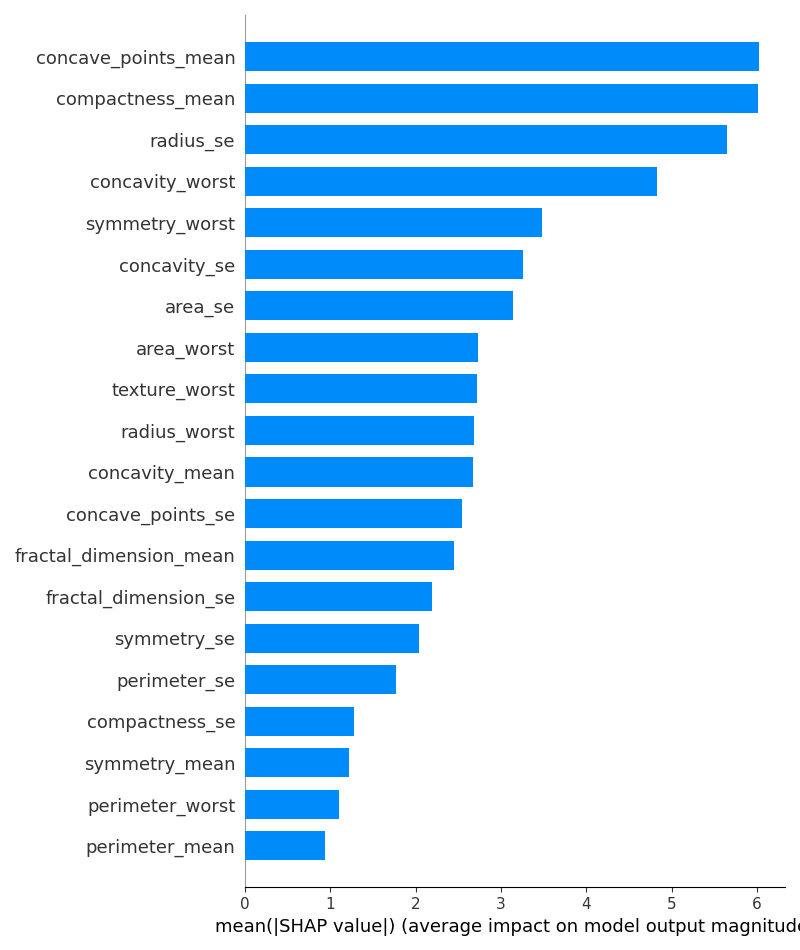 concave_points_mean
compactness_mean
radius_se
concavity_worst
symmetry_worst
concavity_se
area_se
area_worst
texture_worst
radius_worst
concavity_mean
concave_points_se
fractal_dimension_mean
fractal_dimension_se
symmetry_se
perimeter_se
compactness_se
symmetry_mean
perimeter_worst
perimeter_mean
0 1 2 3 4 5 6
mean(|SHAP value|) (average impact on model output magnitude